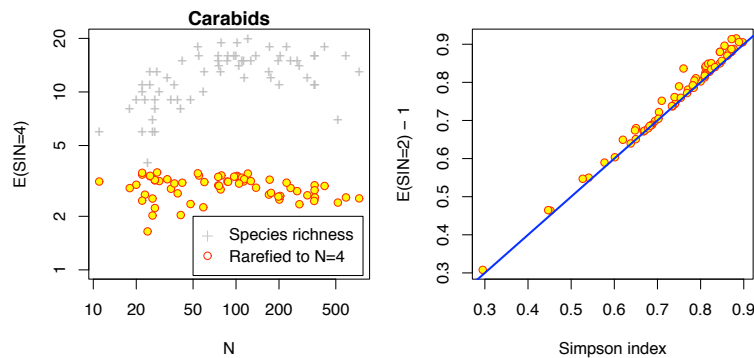 Carabids
E(SIN=4)
20
10
5
2
1
Species richness
Rarefied to N=4
10 20 50 100 200 500
N
E(SIN=2) − 1
0.9
0.8
0.7
0.6
0.5
0.4
0.3
0.3 0.4 0.5 0.6 0.7 0.8 0.9
Simpson index